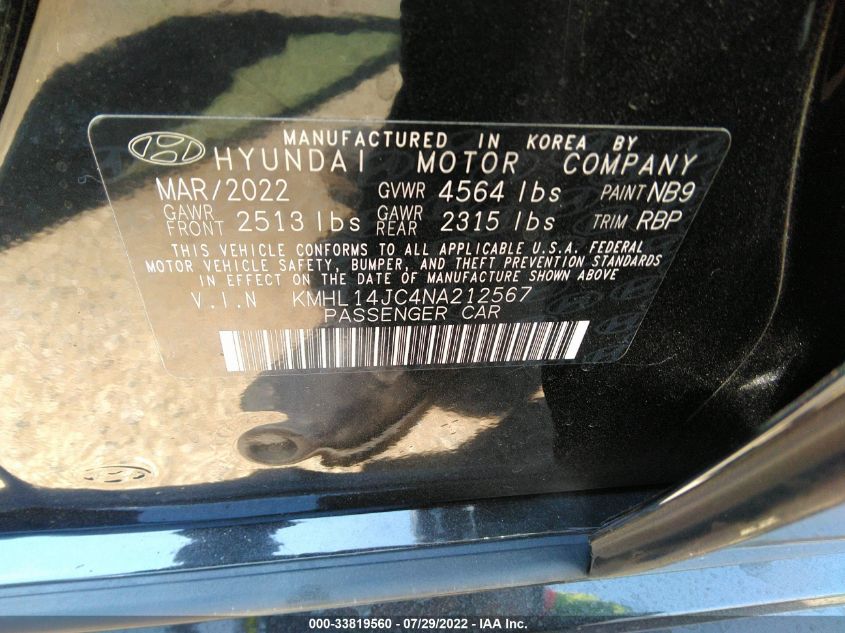 MANUFACTURED IN KOREA BY
HYUNDAI MOTOR COMPANY
MAR/2022 GVWR 4564 lbs PAINT NB9
GAWR FRONT 2513 lbs GAWR REAR 2315 lbs TRIM RBP
THIS VEHICLE CONFORMS TO ALL APPLICABLE U.S.A. FEDERAL
MOTOR VEHICLE SAFETY, BUMPER, AND THEFT PREVENTION STANDARDS
IN EFFECT ON THE DATE OF MANUFACTURE SHOWN ABOVE
V.I.N KMHL14JC4NA212567
PASSENGER CAR
000-33819560 - 07/29/2022 - IAA Inc.